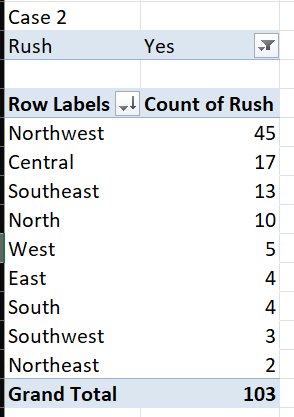 Case 2
Rush Yes
Row Labels Count of Rush
Northwest 45
Central 17
Southeast 13
North 10
West 5
East 4
South 4
Southwest 3
Northeast 2
Grand Total 103